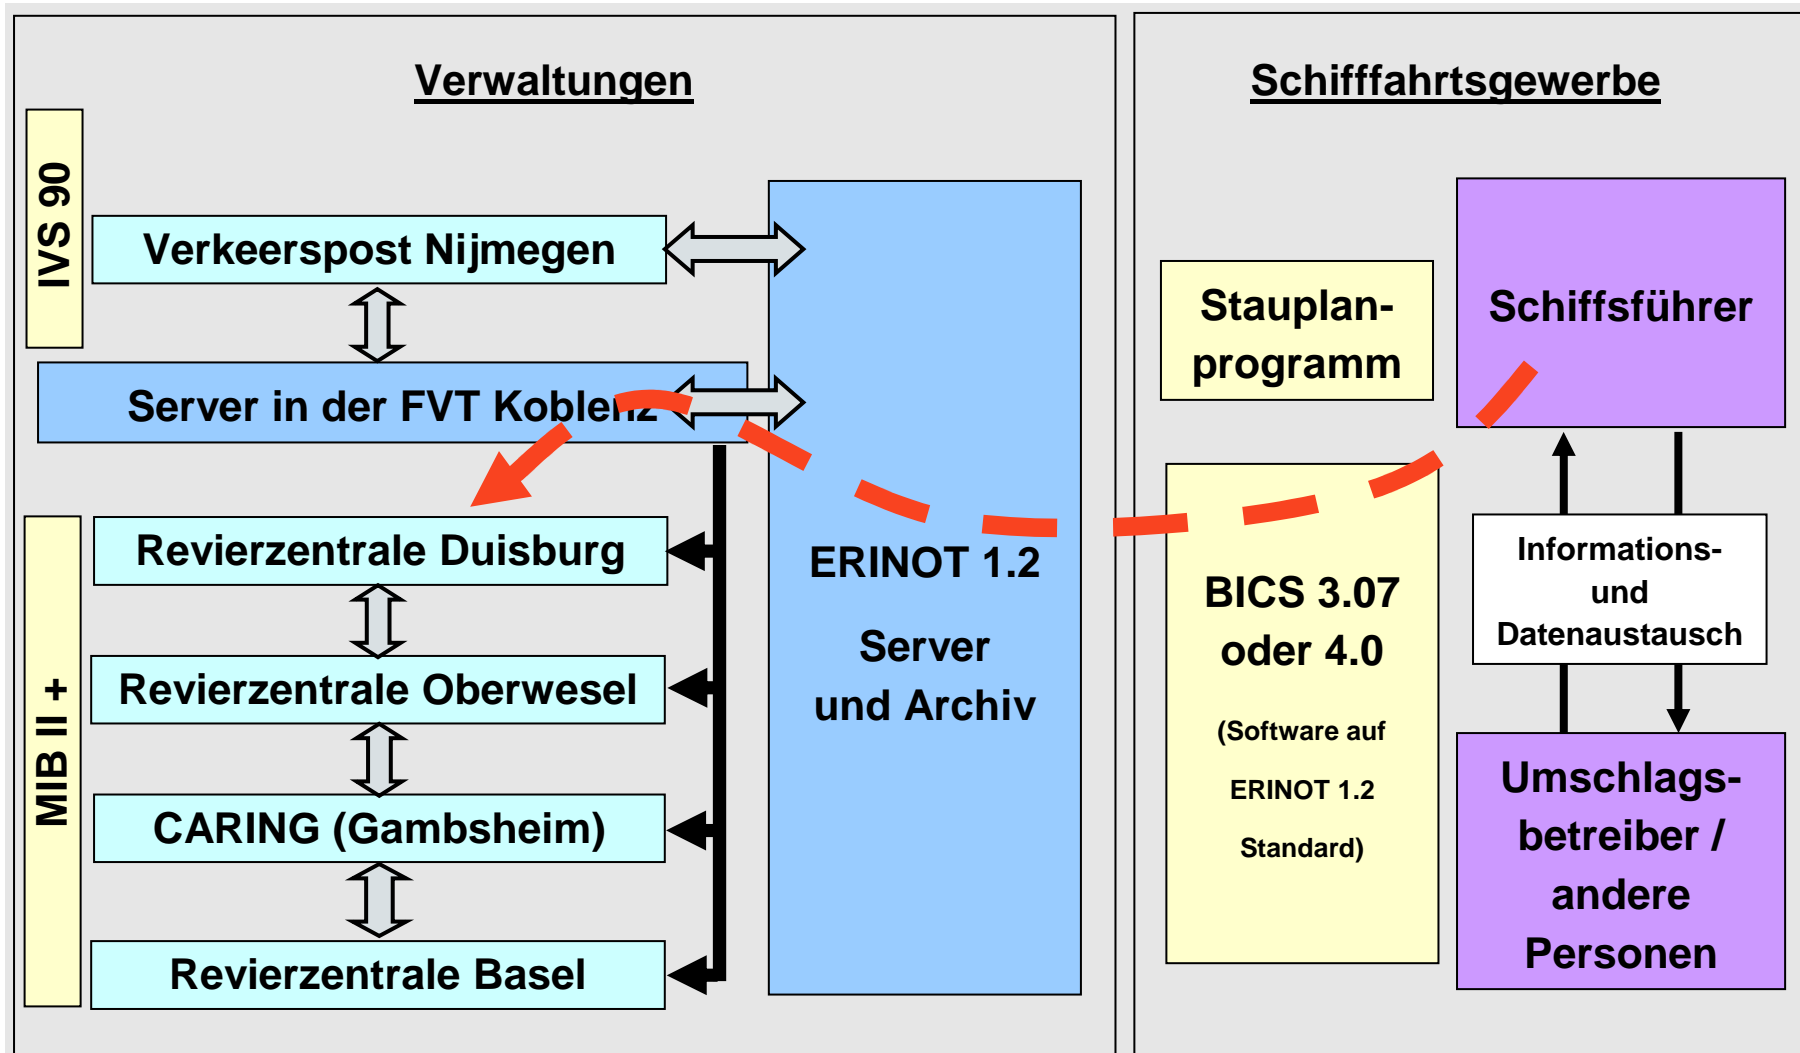 Verwaltungen
IVS 90
Verkeerspost Nijmegen
Server in der FVT Koblenz
MIB II +
Revierzentrale Duisburg
Revierzentrale Oberwesel
CARING (Gambsheim)
Revierzentrale Basel
ERINOT 1.2
Server
und Archiv
Schifffahrtsgewerbe
Stauplan-
programm
BICS 3.07
oder 4.0
(Software auf
ERINOT 1.2
Standard)
Schiffsführer
Informations-
und
Datenaustausch
Umschlags-
betreiber /
andere
Personen